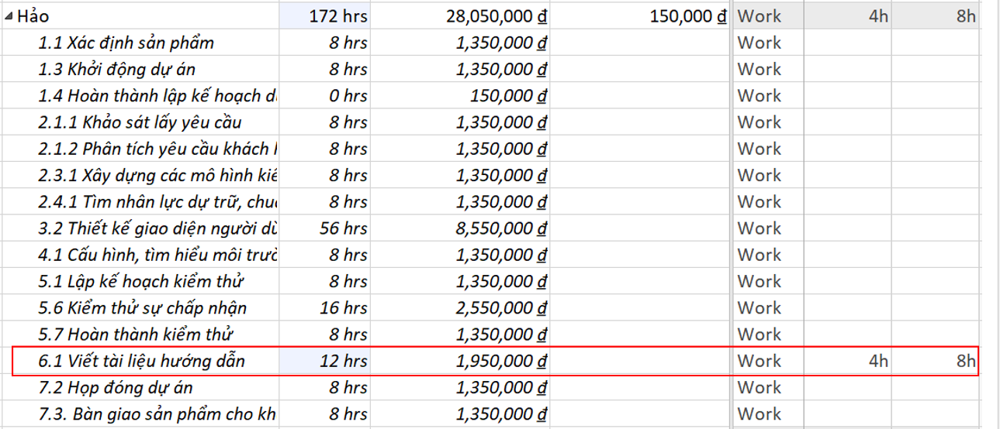 Hảo 172 hrs 28,050,000 ₫ 150,000 ₫ Work 4h 8h
1.1 Xác định sản phẩm 8 hrs 1,350,000 ₫ Work
1.3 Khởi động dự án 8 hrs 1,350,000 ₫ Work
1.4 Hoàn thành lập kế hoạch 0 hrs 150,000 ₫ Work
2.1.1 Khảo sát lấy yêu cầu 8 hrs 1,350,000 ₫ Work
2.1.2 Phân tích yêu cầu khách 8 hrs 1,350,000 ₫ Work
2.3.1 Xây dựng các mô hình 8 hrs 1,350,000 ₫ Work
2.4.1 Tìm nhân lực dự trữ, 8 hrs 1,350,000 ₫ Work
3.2 Thiết kế giao diện người 56 hrs 8,550,000 ₫ Work
4.1 Cấu hình, tìm hiểu môi 8 hrs 1,350,000 ₫ Work
5.1 Lập kế hoạch kiểm thử 8 hrs 1,350,000 ₫ Work
5.6 Kiểm thử sự chấp nhận 16 hrs 2,550,000 ₫ Work
5.7 Hoàn thành kiểm thử 8 hrs 1,350,000 ₫ Work
6.1 Viết tài liệu hướng dẫn 12 hrs 1,950,000 ₫ Work 4h 8h
7.2 Họp đóng dự án 8 hrs 1,350,000 ₫ Work
7.3. Bàn giao sản phẩm cho 8 hrs 1,350,000 ₫ Work